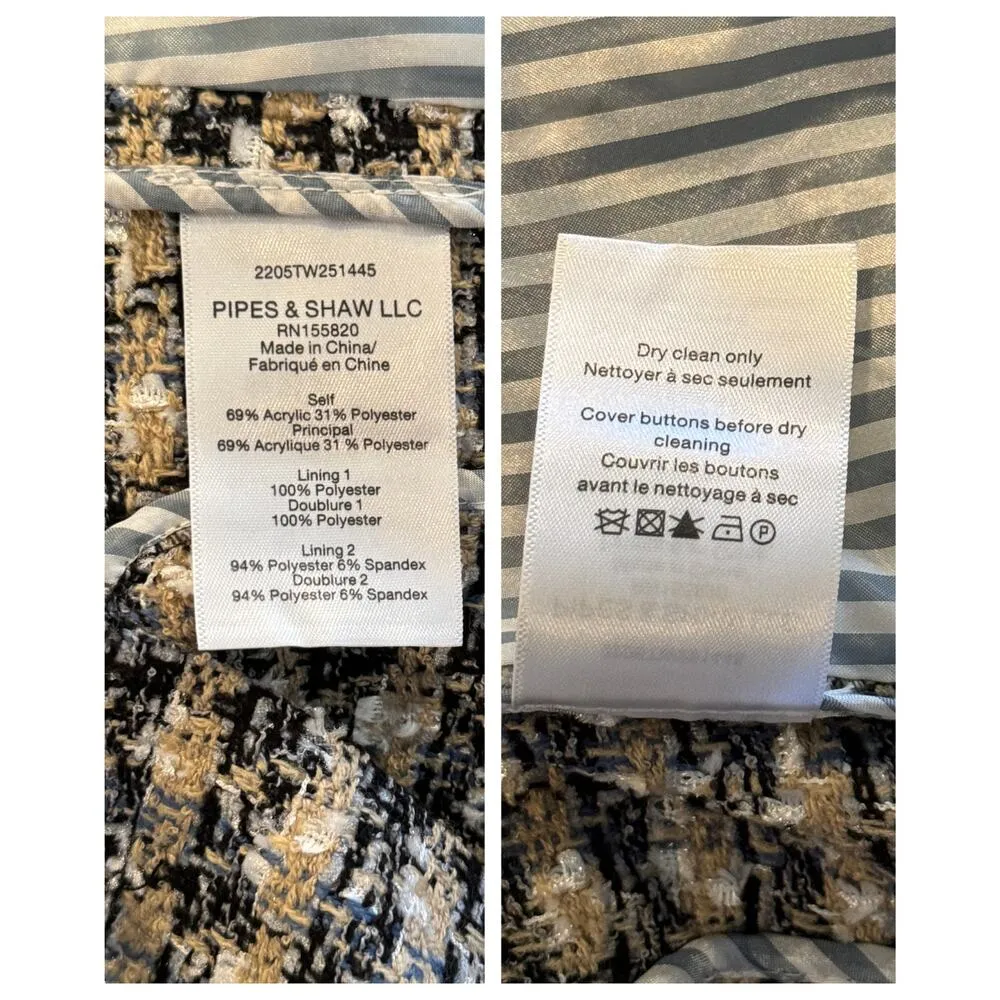 2205TW251445
PIPES & SHAW LLC
RN155820
Made in China/
Fabriqué en Chine
Self
69% Acrylic 31% Polyester
Principal
69% Acrylique 31 % Polyester
Lining 1
100% Polyester
Doublure 1
100% Polyester
Lining 2
94% Polyester 6% Spandex
Doublure 2
94% Polyester 6% Spandex
Dry clean only
Nettoyer à sec seulement
Cover buttons before dry
cleaning
Couvrir les boutons
avant le nettoyage à sec
P